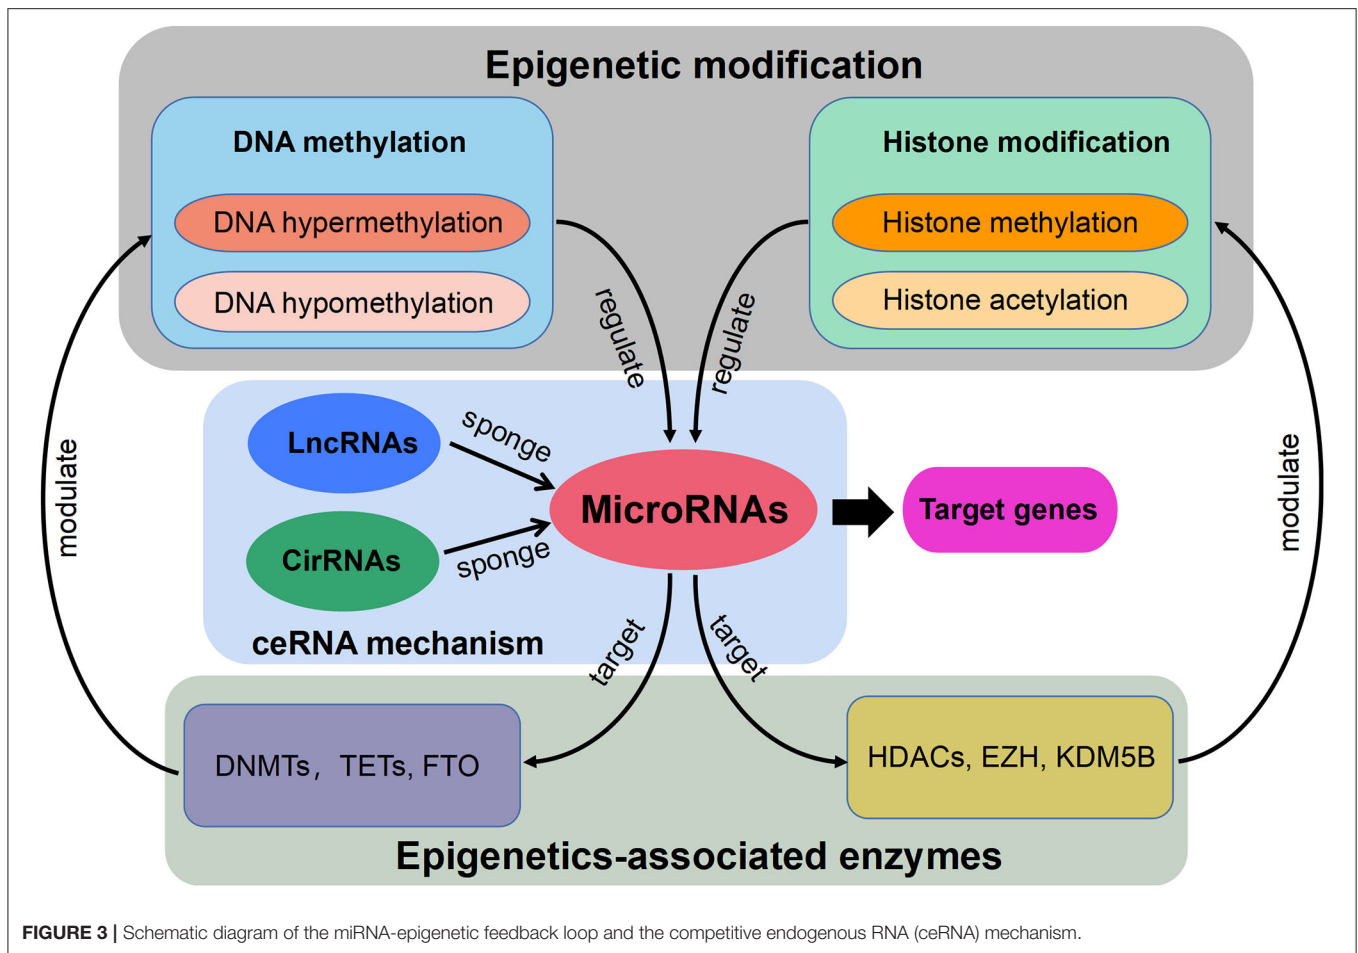 Epigenetic modification
DNA methylation
DNA hypermethylation
DNA hypomethylation
Histone modification
Histone methylation
Histone acetylation
regulate
regulate
modulate
modulate
LncRNAs
sponge
CirRNAs
sponge
MicroRNAs
Target genes
ceRNA mechanism
target
target
DNMTs, TETs, FTO
HDACs, EZH, KDM5B
Epigenetics-associated enzymes
FIGURE 3 | Schematic diagram of the miRNA-epigenetic feedback loop and the competitive endogenous RNA (ceRNA) mechanism.